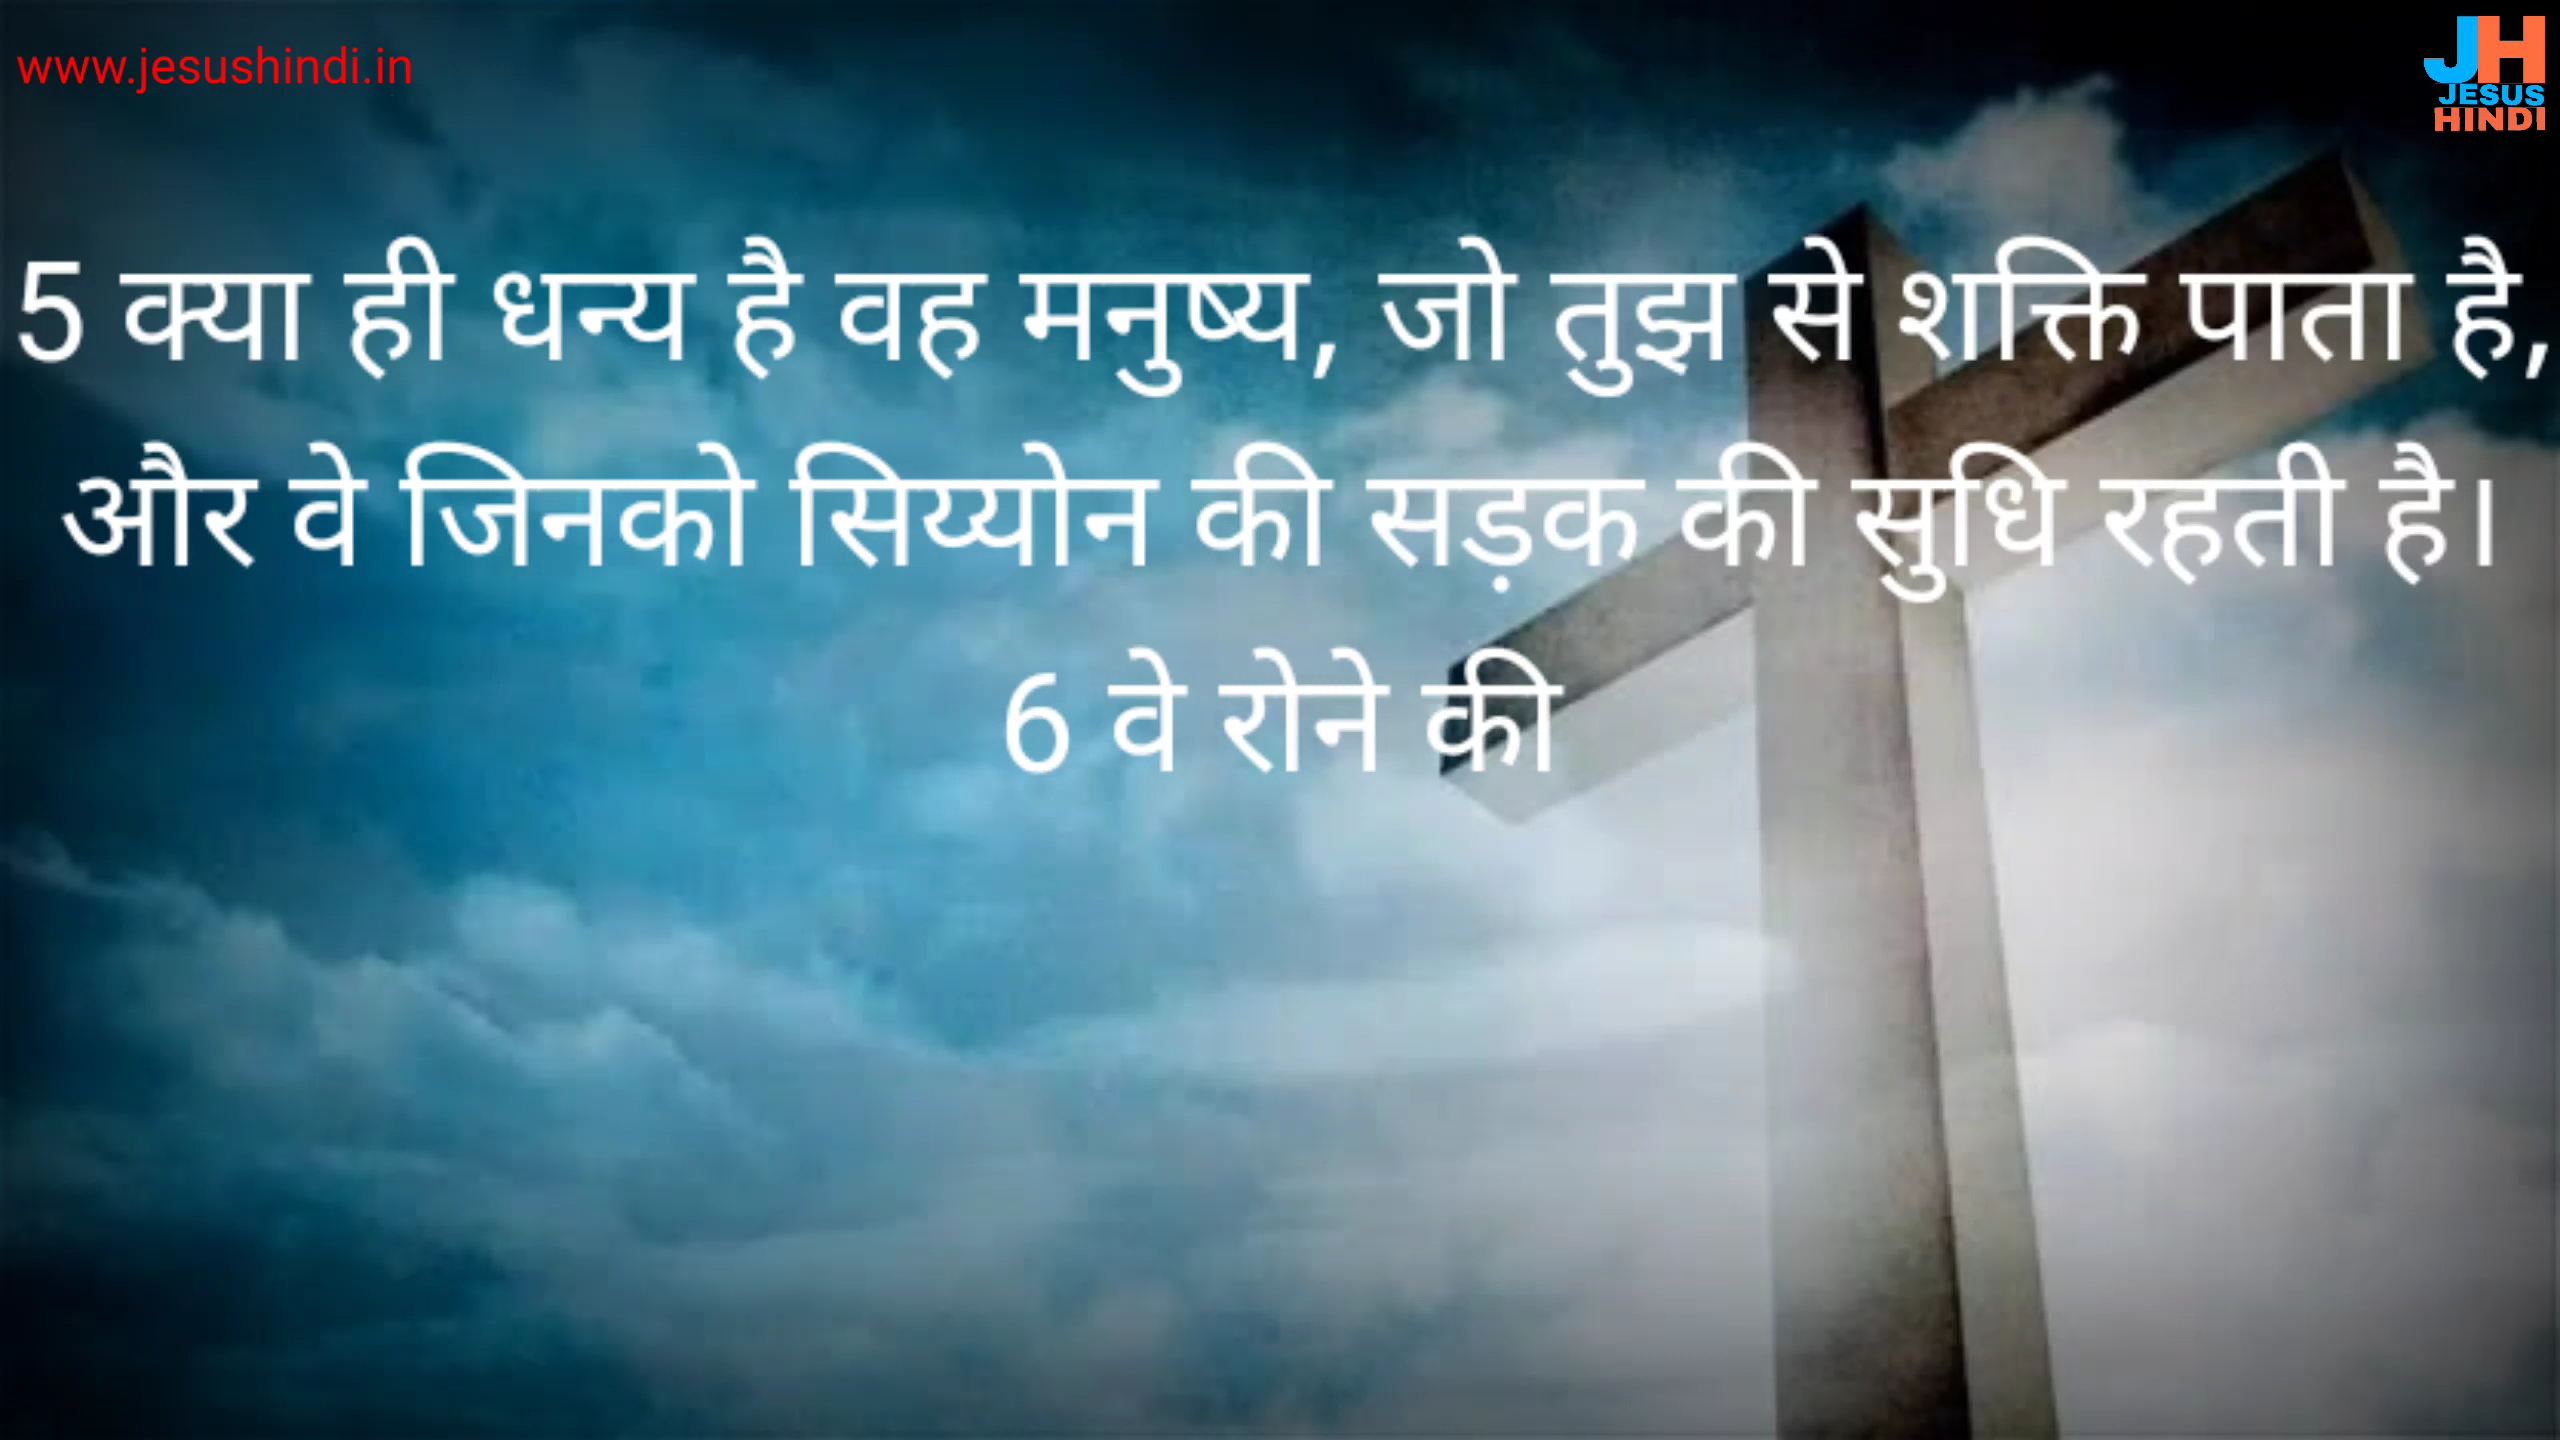 www.jesushindi.in
JH
JESUS
HINDI
5 क्या ही धन्य है वह मनुष्य, जो तुझ से शक्ति पाता है,
और वे जिनको सिय्योन की सड़क की सुधि रहती है।
6 वे रोने की